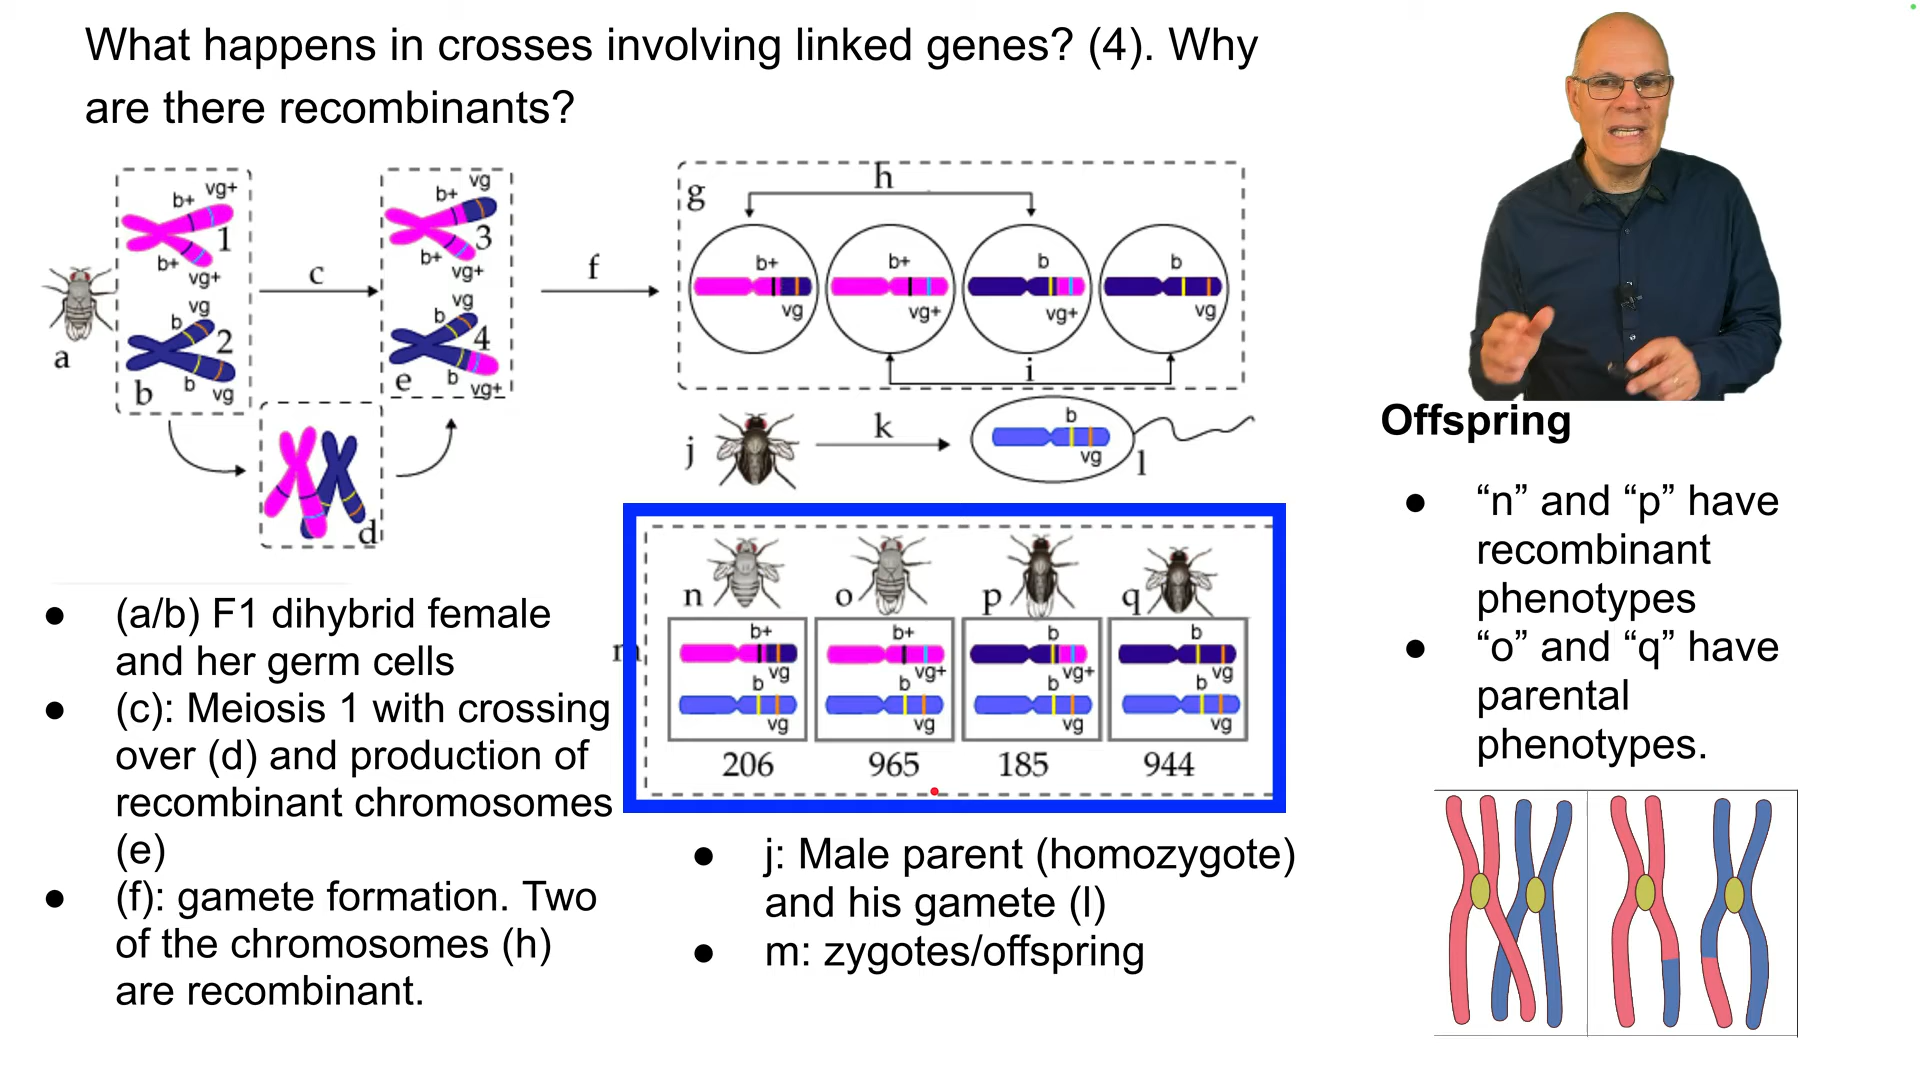 What happens in crosses involving linked genes? (4). Why
are there recombinants?
b+ vg+
1
b+ vg+
vg
b 2
b vg
a
b
c
d
b+ vg
3
b+ vg+
vg
b 4
e b vg+
f
g
h
b+ vg
b+ vg+
b vg+
b vg
i
j
k
b
vg
l
m
n o p q
b+ b+ b b
vg vg+ vg+ vg
b b b b
vg vg vg vg
206 965 185 944
● (a/b) F1 dihybrid female
and her germ cells
● (c): Meiosis 1 with crossing
over (d) and production of
recombinant chromosomes
(e)
● (f): gamete formation. Two
of the chromosomes (h)
are recombinant.
● j: Male parent (homozygote)
and his gamete (l)
● m: zygotes/offspring
Offspring
● “n” and “p” have
recombinant
phenotypes
● “o” and “q” have
parental
phenotypes.